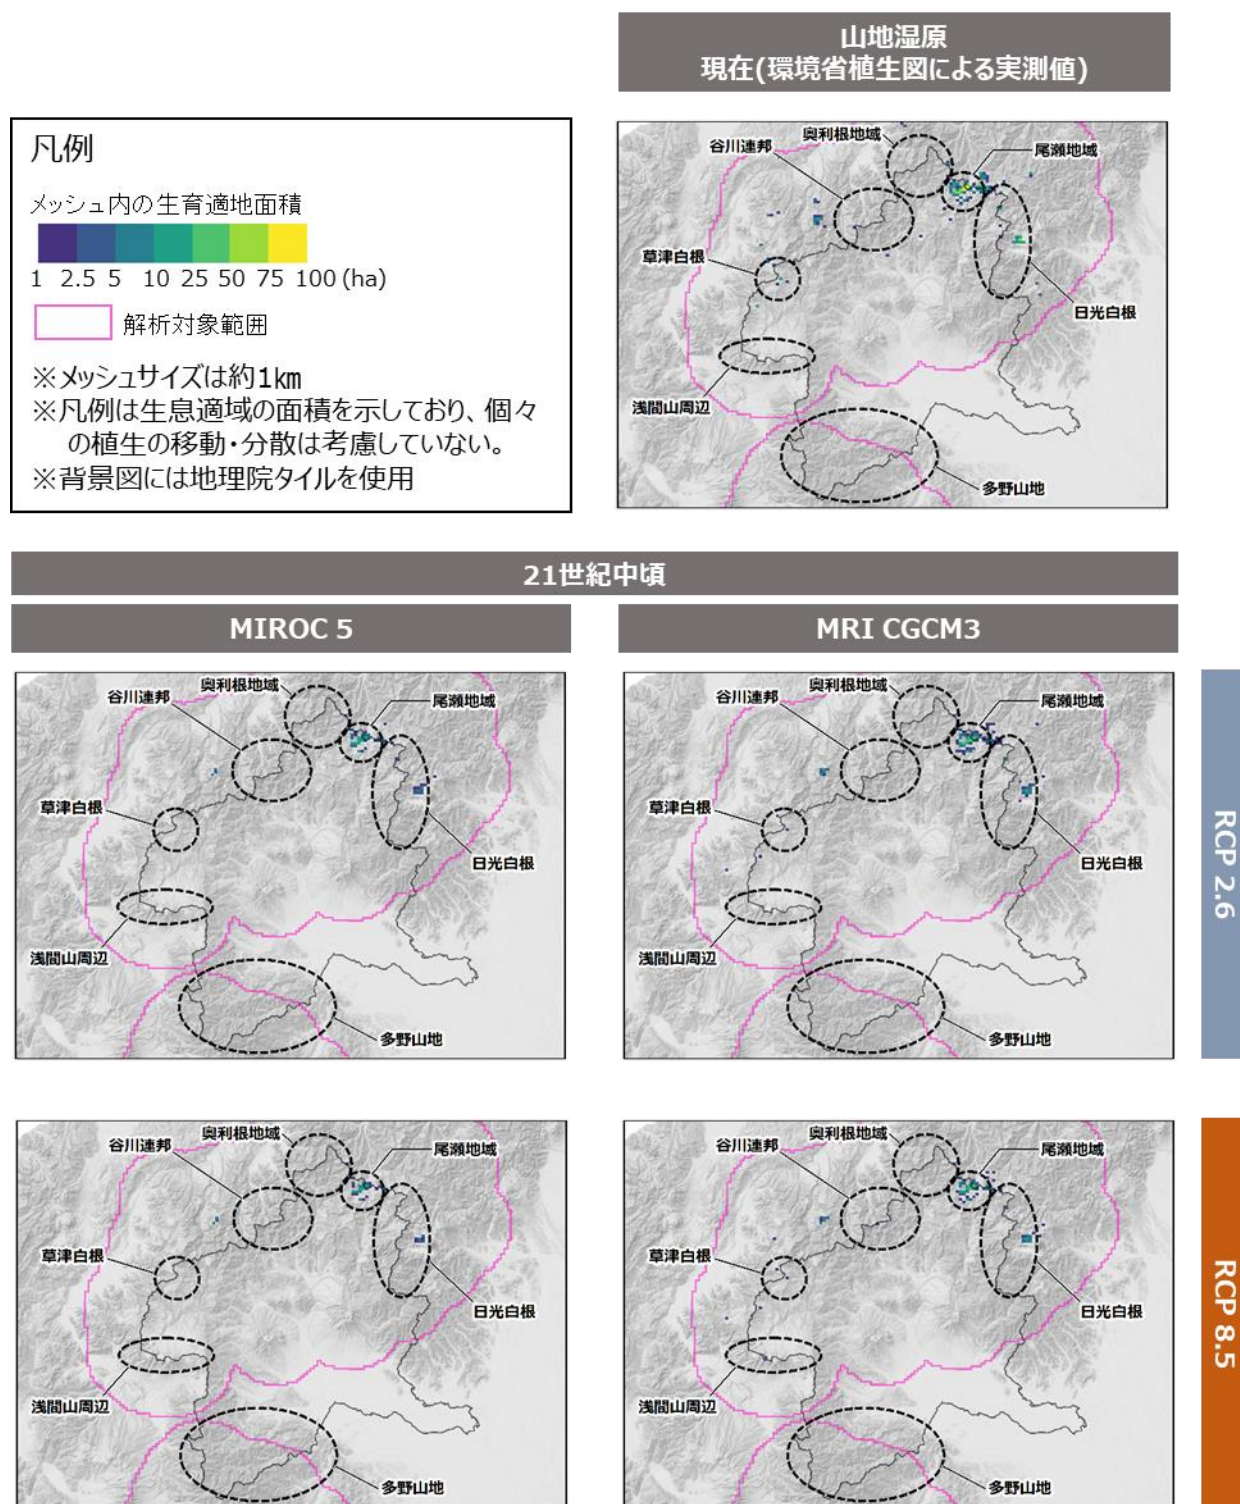 山地湿原
現在(環境省植生図による実測値)
凡例
メッシュ内の生育適地面積
1 2.5 5 10 25 50 75 100 (ha)
解析対象範囲
※メッシュサイズは約1km
※凡例は生息適域の面積を示しており、個々
の植生の移動・分散は考慮していない。
※背景図には地理院タイルを使用
奥利根地域
谷川連邦
尾瀬地域
草津白根
日光白根
浅間山周辺
多野山地
21世紀中頃
MIROC 5
MRI CGCM3
奥利根地域
谷川連邦
尾瀬地域
草津白根
日光白根
浅間山周辺
多野山地
奥利根地域
谷川連邦
尾瀬地域
草津白根
日光白根
浅間山周辺
多野山地
RCP 2.6
奥利根地域
谷川連邦
尾瀬地域
草津白根
日光白根
浅間山周辺
多野山地
奥利根地域
谷川連邦
尾瀬地域
草津白根
日光白根
浅間山周辺
多野山地
RCP 8.5